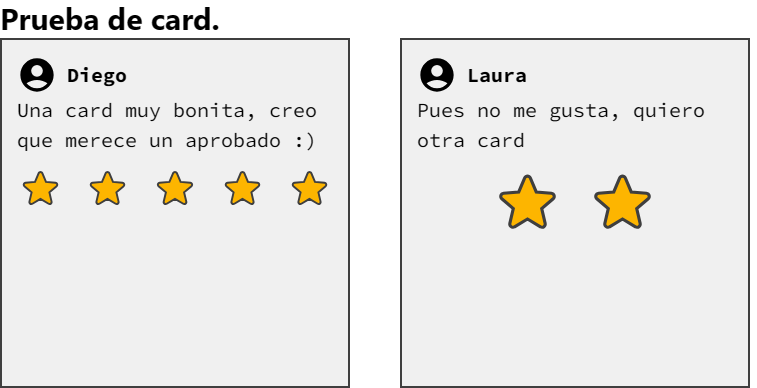 Prueba de card.
Diego
Una card muy bonita, creo
que merece un aprobado :)
Laura
Pues no me gusta, quiero
otra card